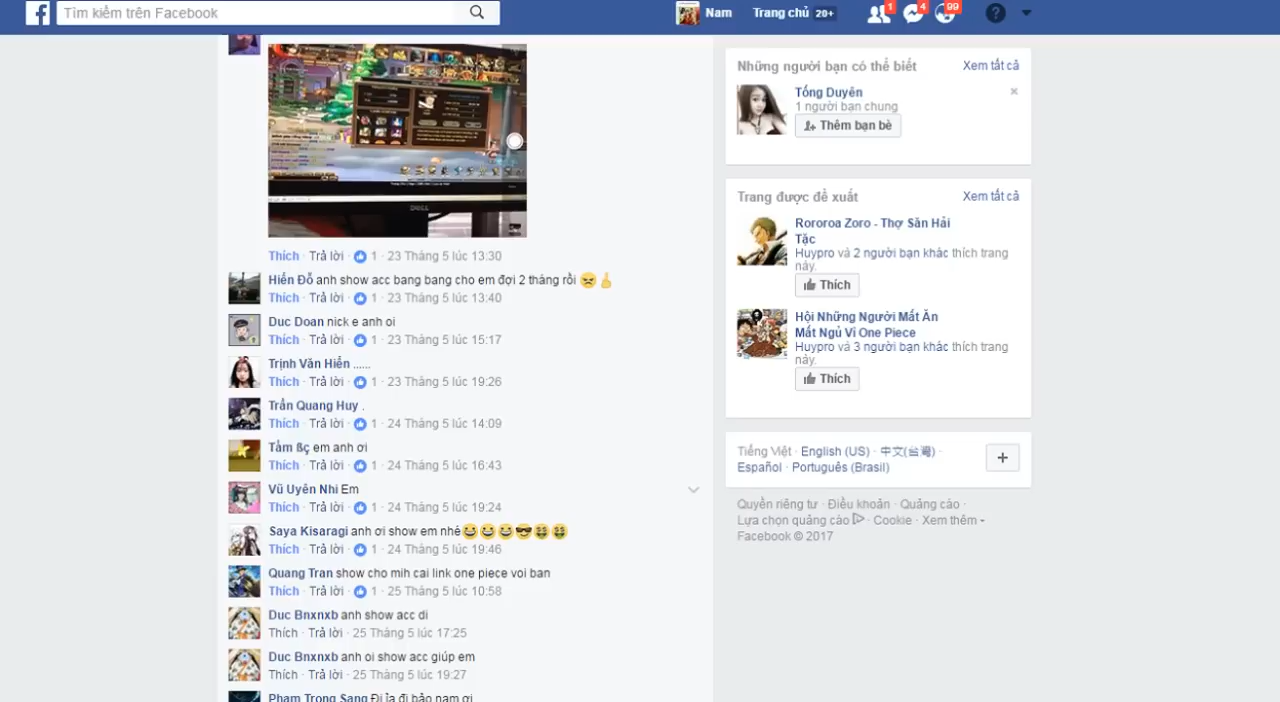 Tìm kiếm trên Facebook
Nam
Trang chủ 20+
1
4
99
Thích · Trả lời · 1 · 23 Tháng 5 lúc 13:30
Hiến Đỗ anh show acc bang bang cho em đợi 2 tháng rồi
Thích · Trả lời · 1 · 23 Tháng 5 lúc 13:40
Duc Doan nick e anh oi
Thích · Trả lời · 1 · 23 Tháng 5 lúc 15:17
Trịnh Văn Hiển ......
Thích · Trả lời · 1 · 23 Tháng 5 lúc 19:26
Trần Quang Huy .
Thích · Trả lời · 1 · 24 Tháng 5 lúc 14:09
Tầm ßç em anh ơi
Thích · Trả lời · 1 · 24 Tháng 5 lúc 16:43
Vũ Uyên Nhi Em
Thích · Trả lời · 1 · 24 Tháng 5 lúc 19:24
Saya Kisaragi anh ơi show em nhé
Thích · Trả lời · 1 · 24 Tháng 5 lúc 19:46
Quang Tran show cho mih cai link one piece voi ban
Thích · Trả lời · 1 · 25 Tháng 5 lúc 10:58
Duc Bnxnxb anh show acc di
Thích · Trả lời · 25 Tháng 5 lúc 17:25
Duc Bnxnxb anh oi show acc giúp em
Thích · Trả lời · 25 Tháng 5 lúc 19:27
Phạm Trọng Sang Đi ỉa đi bảo nam ơi
Những người bạn có thể biết
Xem tất cả
Tống Duyên
1 người bạn chung
Thêm bạn bè
Trang được đề xuất
Xem tất cả
Rororoa Zoro - Thợ Săn Hải
Tặc
Huypro và 2 người bạn khác thích trang
này.
Thích
Hội Những Người Mất Ăn
Mất Ngủ Vì One Piece
Huypro và 3 người bạn khác thích trang
này.
Thích
Tiếng Việt · English (US) · 中文(台灣) ·
Español · Português (Brasil)
Quyền riêng tư · Điều khoản · Quảng cáo ·
Lựa chọn quảng cáo · Cookie · Xem thêm
Facebook © 2017